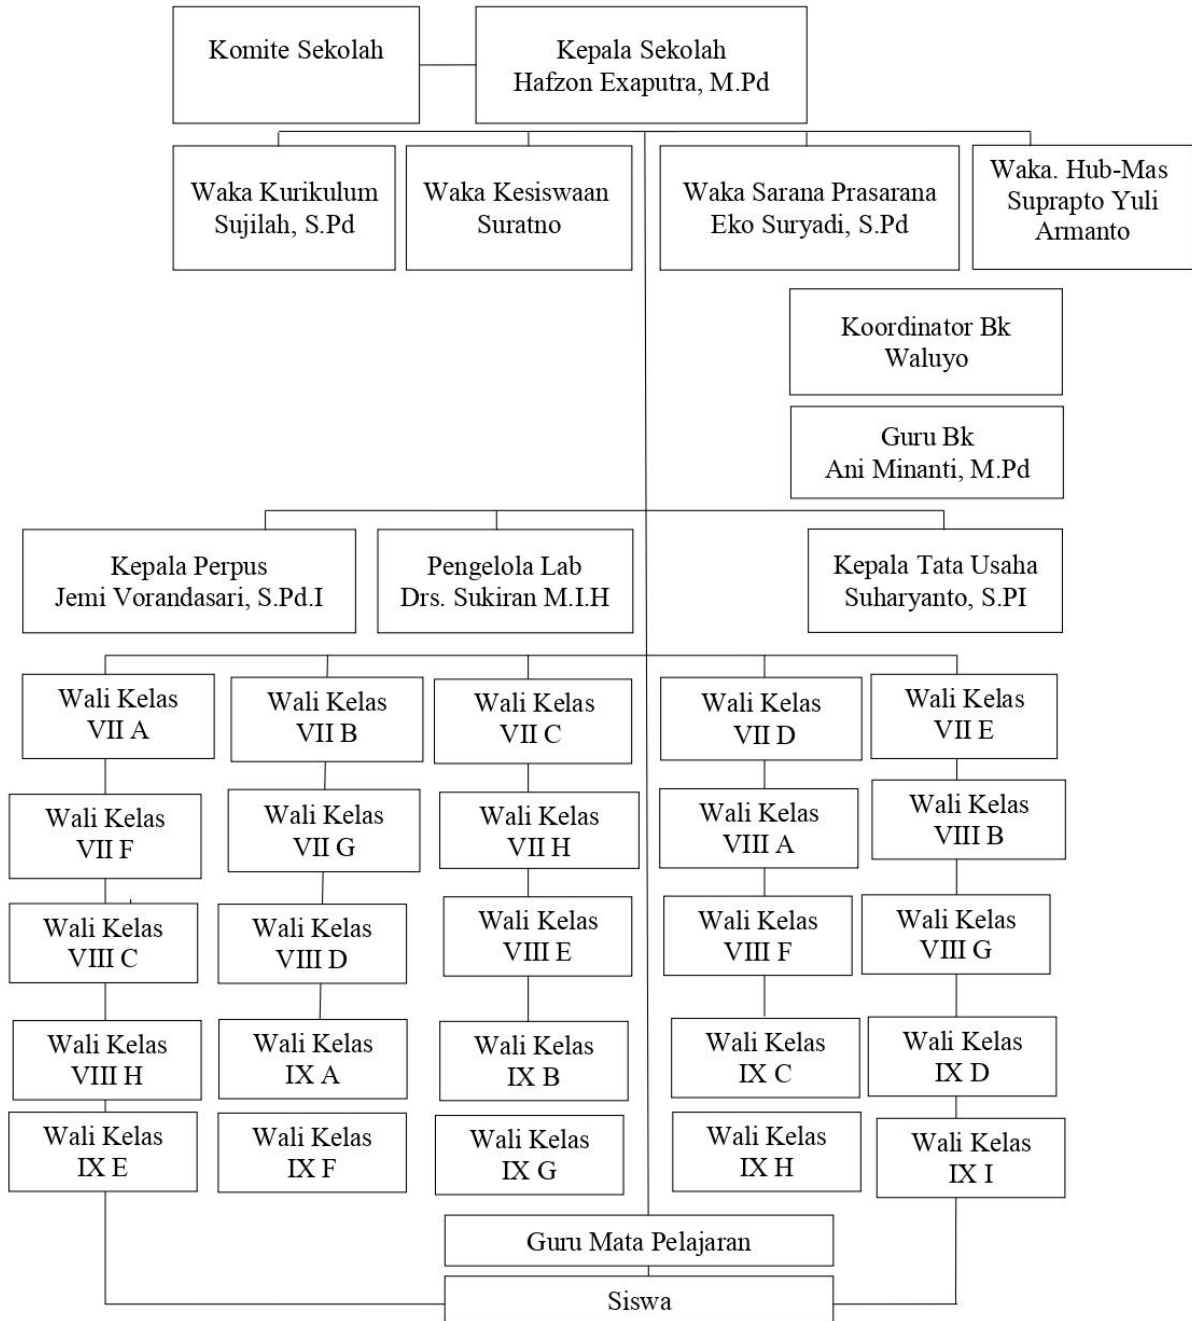 Komite Sekolah
Kepala Sekolah
Hafzon Exaputra, M.Pd
Waka Kurikulum
Sujilah, S.Pd
Waka Kesiswaan
Suratno
Waka Sarana Prasarana
Eko Suryadi, S.Pd
Waka. Hub-Mas
Suprapto Yuli
Armanto
Koordinator Bk
Waluyo
Guru Bk
Ani Minanti, M.Pd
Kepala Perpus
Jemi Vorandasari, S.Pd.I
Pengelola Lab
Drs. Sukiran M.I.H
Kepala Tata Usaha
Suharyanto, S.PI
Wali Kelas
VII A
Wali Kelas
VII B
Wali Kelas
VII C
Wali Kelas
VII D
Wali Kelas
VII E
Wali Kelas
VII F
Wali Kelas
VII G
Wali Kelas
VII H
Wali Kelas
VIII A
Wali Kelas
VIII B
Wali Kelas
VIII C
Wali Kelas
VIII D
Wali Kelas
VIII E
Wali Kelas
VIII F
Wali Kelas
VIII G
Wali Kelas
VIII H
Wali Kelas
IX A
Wali Kelas
IX B
Wali Kelas
IX C
Wali Kelas
IX D
Wali Kelas
IX E
Wali Kelas
IX F
Wali Kelas
IX G
Wali Kelas
IX H
Wali Kelas
IX I
Guru Mata Pelajaran
Siswa